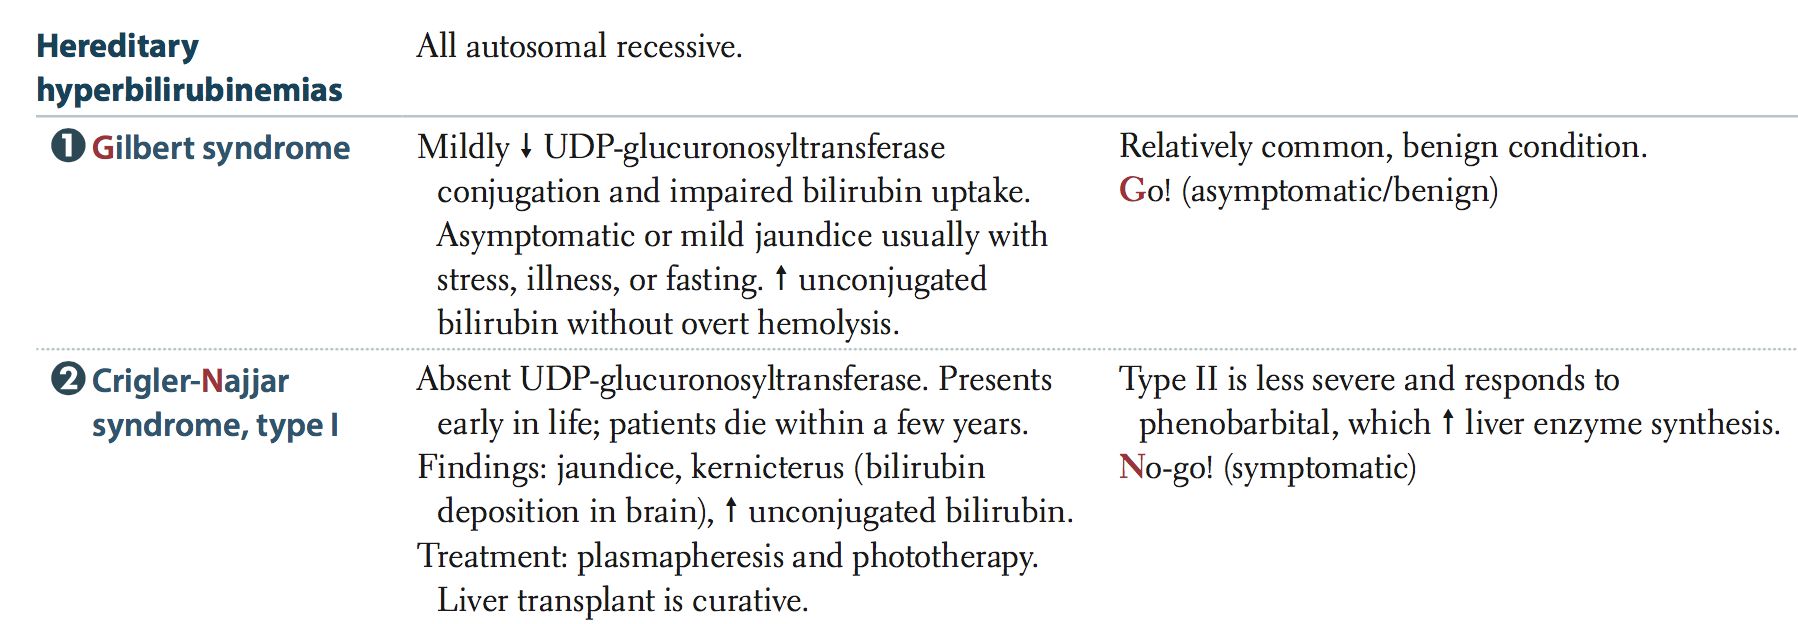 Hereditary
hyperbilirubinemias
All autosomal recessive.
1 Gilbert syndrome
Mildly ↓ UDP-glucuronosyltransferase
conjugation and impaired bilirubin uptake.
Asymptomatic or mild jaundice usually with
stress, illness, or fasting. ↑ unconjugated
bilirubin without overt hemolysis.
Relatively common, benign condition.
Go! (asymptomatic/benign)
2 Crigler-Najjar
syndrome, type I
Absent UDP-glucuronosyltransferase. Presents
early in life; patients die within a few years.
Findings: jaundice, kernicterus (bilirubin
deposition in brain), ↑ unconjugated bilirubin.
Treatment: plasmapheresis and phototherapy.
Liver transplant is curative.
Type II is less severe and responds to
phenobarbital, which ↑ liver enzyme synthesis.
No-go! (symptomatic)